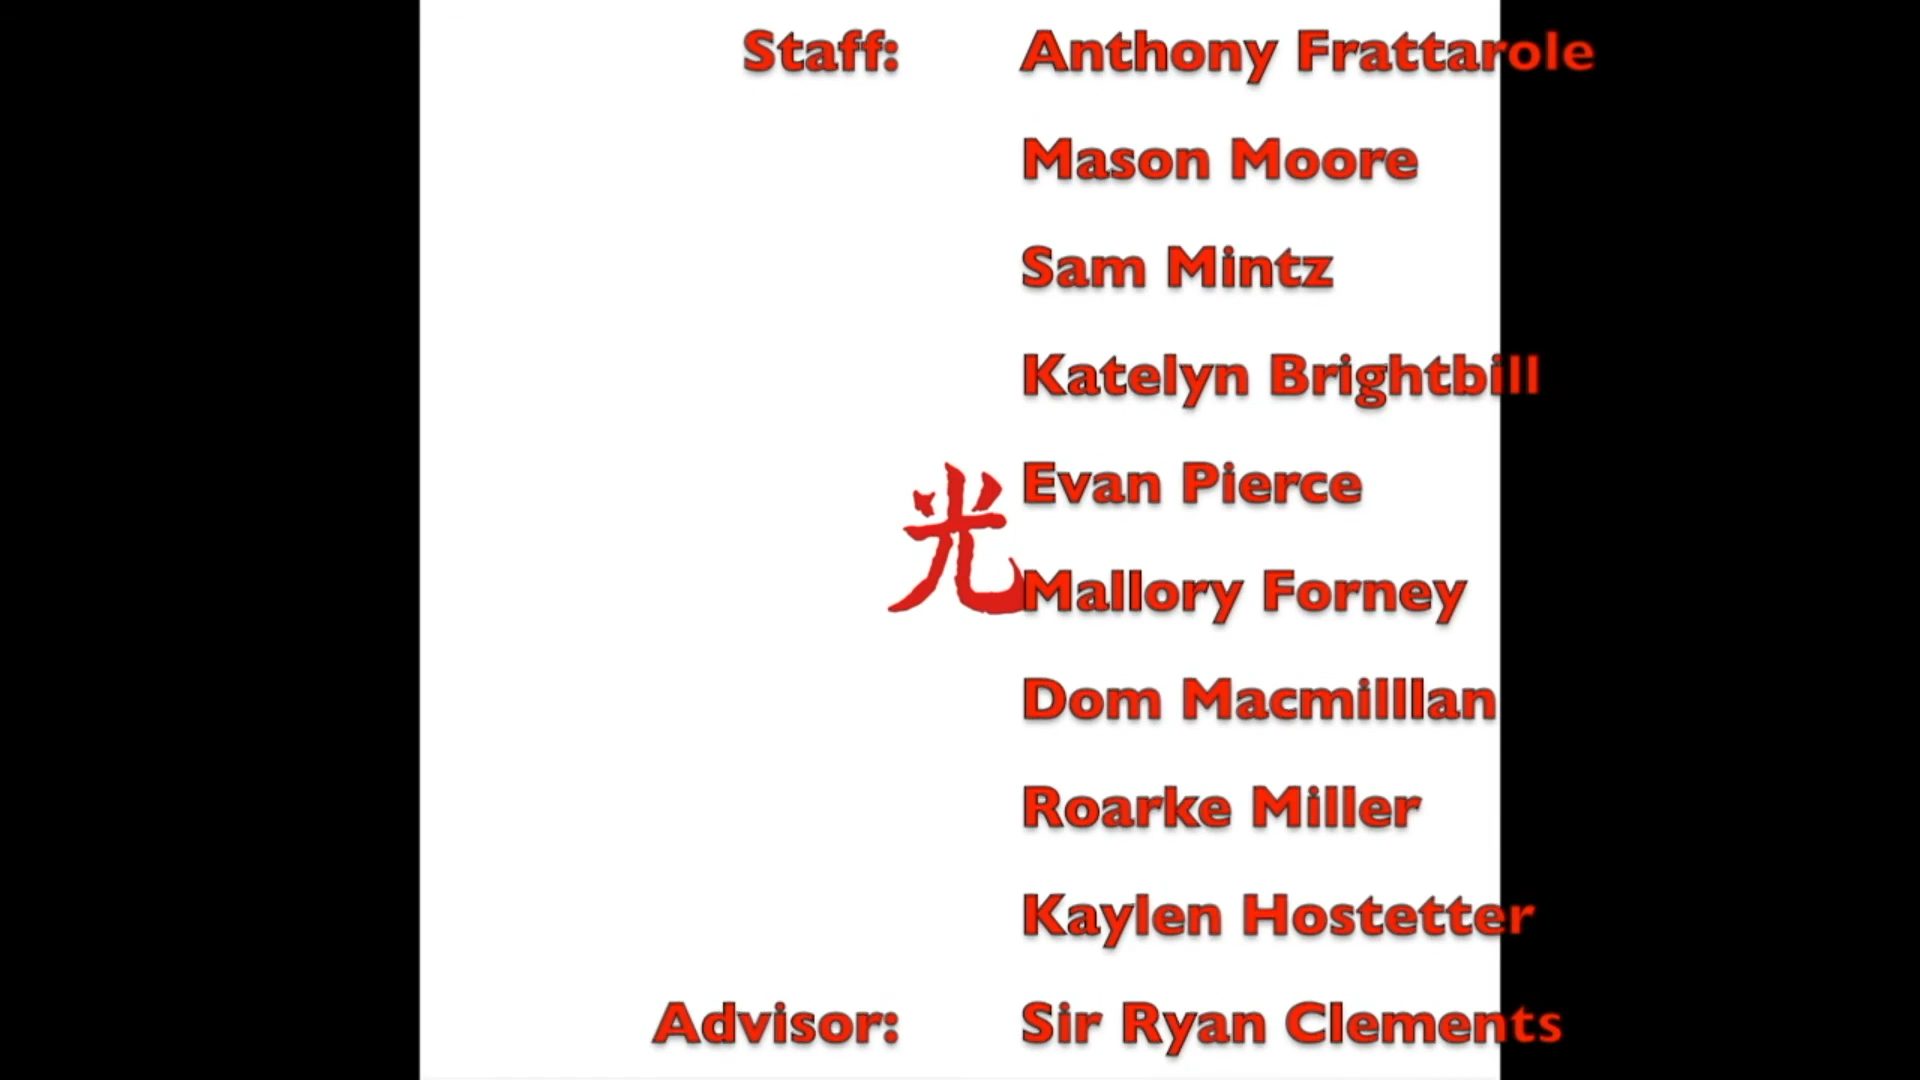 Staff: Anthony Frattarole
Mason Moore
Sam Mintz
Katelyn Brightbill
Evan Pierce
光
Mallory Forney
Dom Macmilllan
Roarke Miller
Kaylen Hostetter
Advisor: Sir Ryan Clements